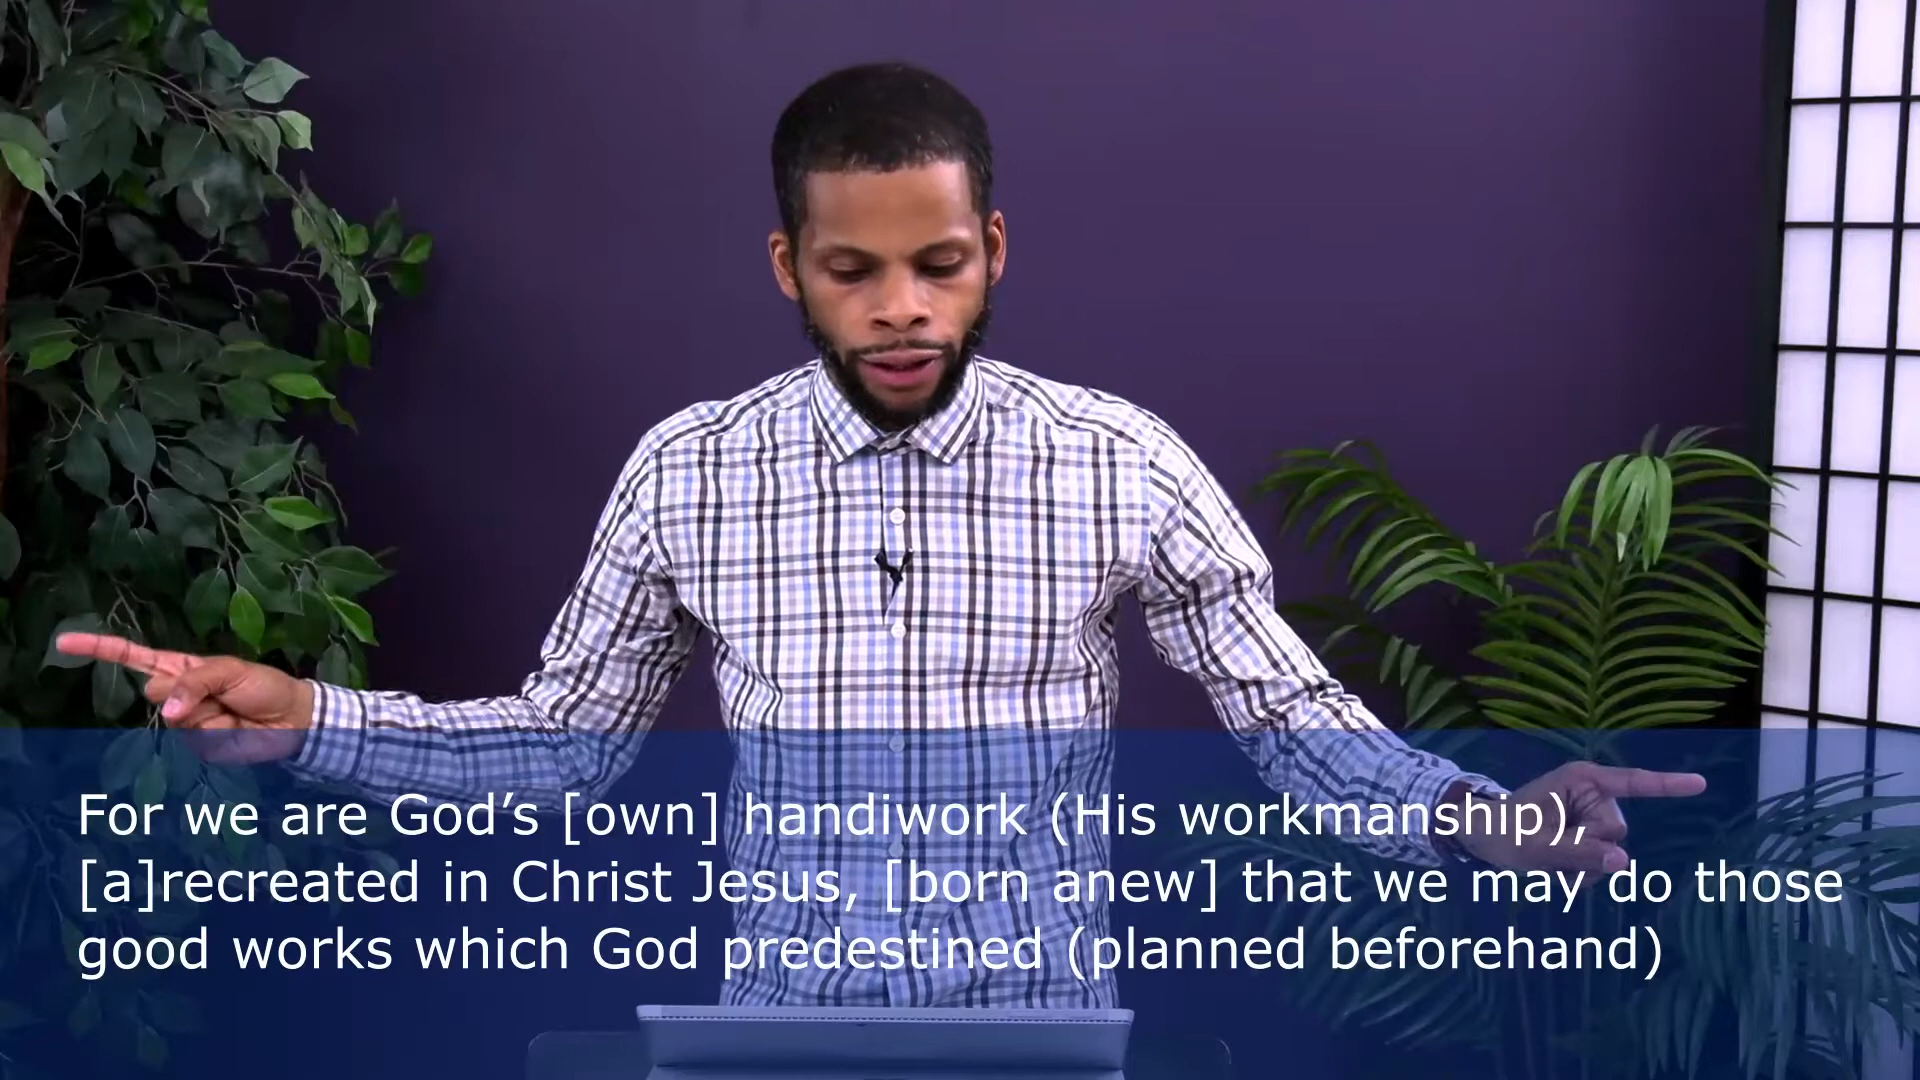 For we are God’s [own] handiwork (His workmanship),
[a]recreated in Christ Jesus, [born anew] that we may do those
good works which God predestined (planned beforehand)